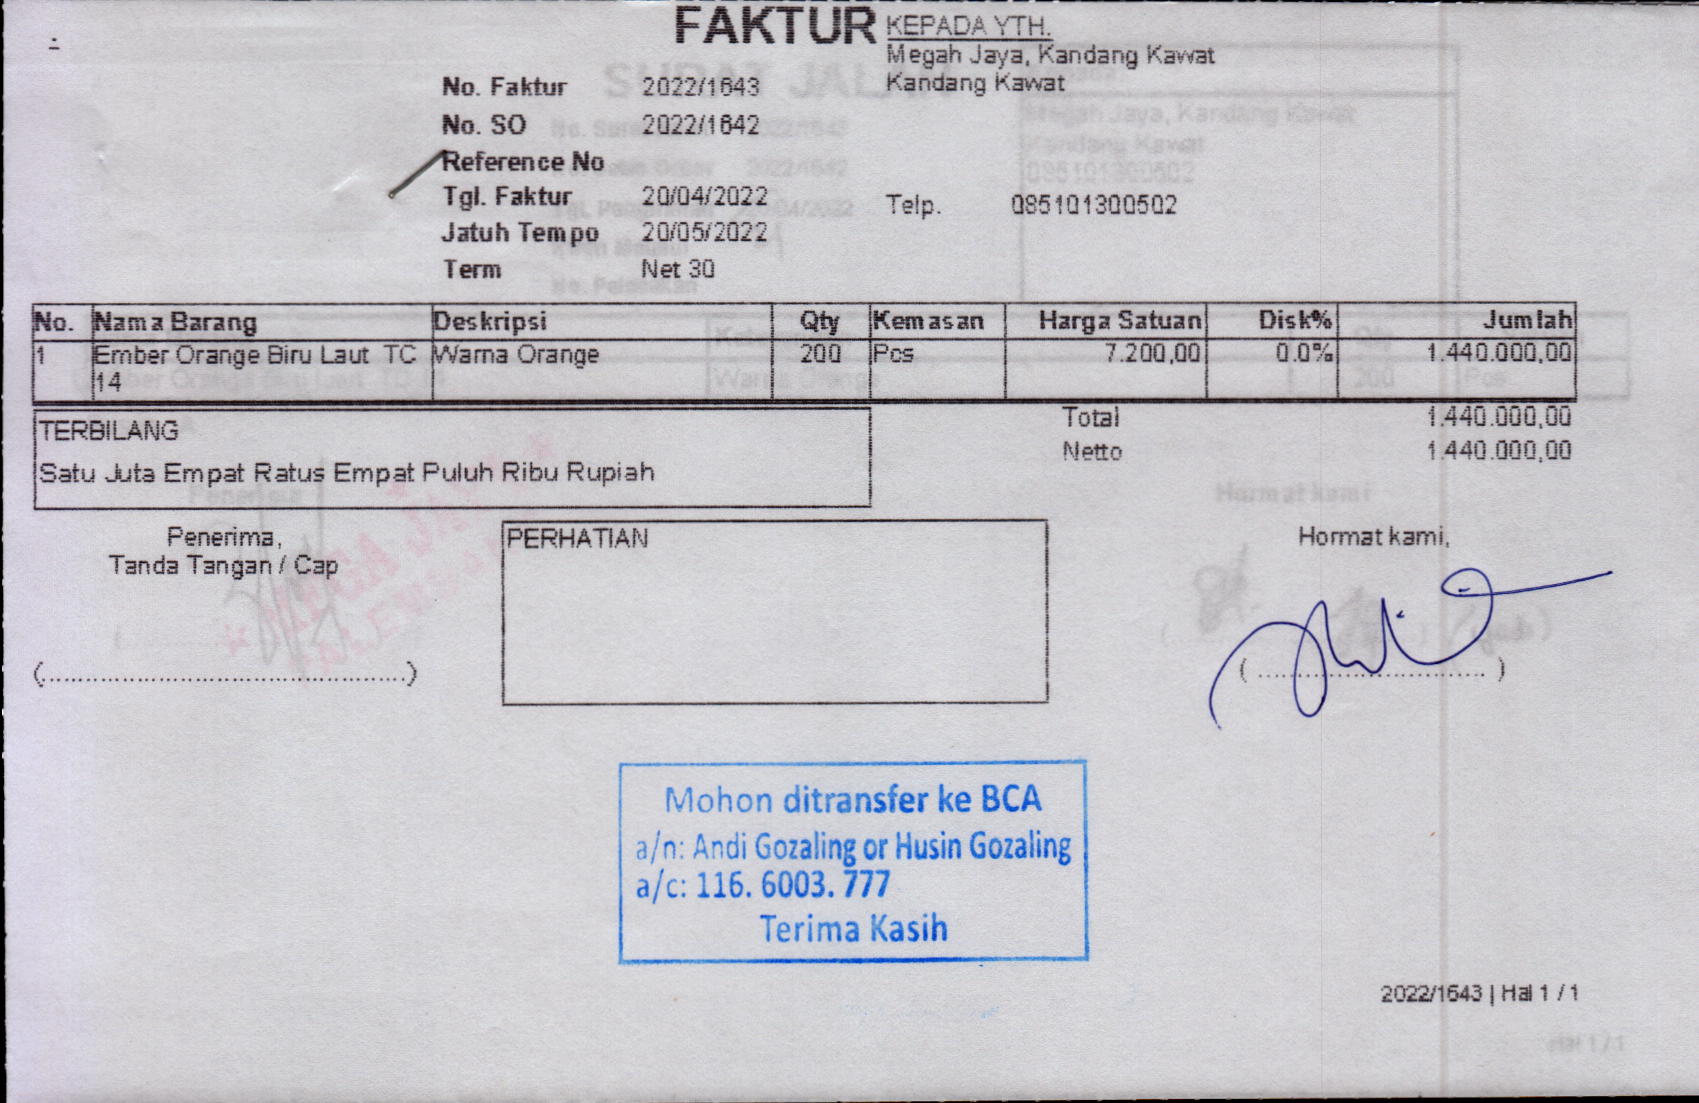 FAKTUR
KEPADA YTH.
Megah Jaya, Kandang Kawat
Kandang Kawat
No. Faktur 2022/1643
No. SO 2022/1642
Reference No
Tgl. Faktur 20/04/2022
Telp. 085101300502
Jatuh Tempo 20/05/2022
Term Net 30
No. Nama Barang Deskripsi Qty Kemasan Harga Satuan Disk% Jumlah
1 Ember Orange Biru Laut TC Warna Orange 200 Pcs 7.200,00 0.0% 1.440.000,00
14
Total 1.440.000,00
TERBILANG
Netto 1.440.000,00
Satu Juta Empat Ratus Empat Puluh Ribu Rupiah
Penerima,
Tanda Tangan / Cap
(..............................................)
PERHATIAN
Hormat kami,
( ............................. )
Mohon ditransfer ke BCA
a/n: Andi Gozaling or Husin Gozaling
a/c: 116. 6003. 777
Terima Kasih
2022/1643 | Hal 1 / 1